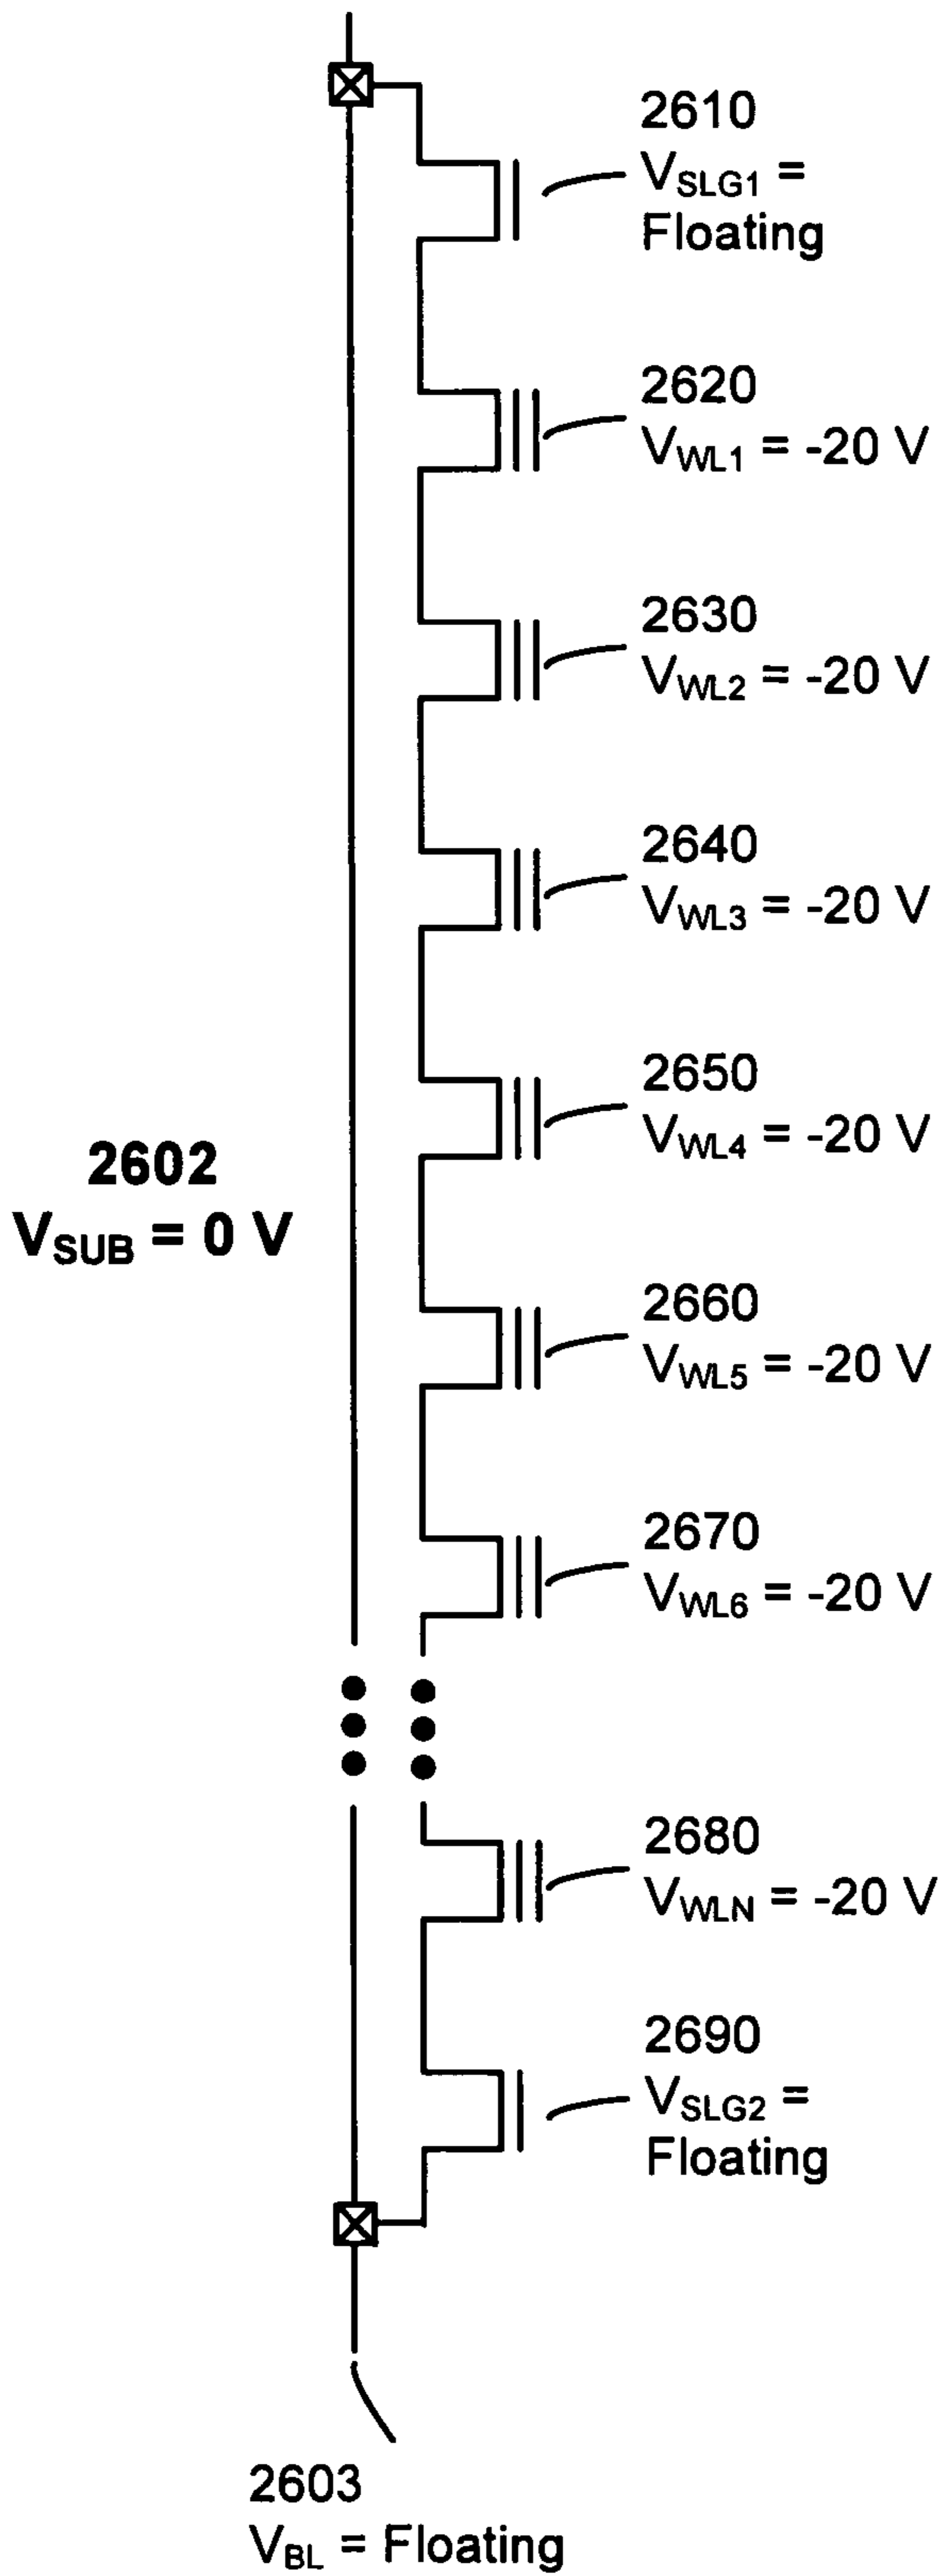 2610
VSLG1 =
Floating
2620
VWL1 = -20 V
2630
VWL2 = -20 V
2640
VWL3 = -20 V
2650
VWL4 = -20 V
2602
VSUB = 0 V
2660
VWL5 = -20 V
2670
VWL6 = -20 V
2680
VWLN = -20 V
2690
VSLG2 =
Floating
2603
VBL = Floating